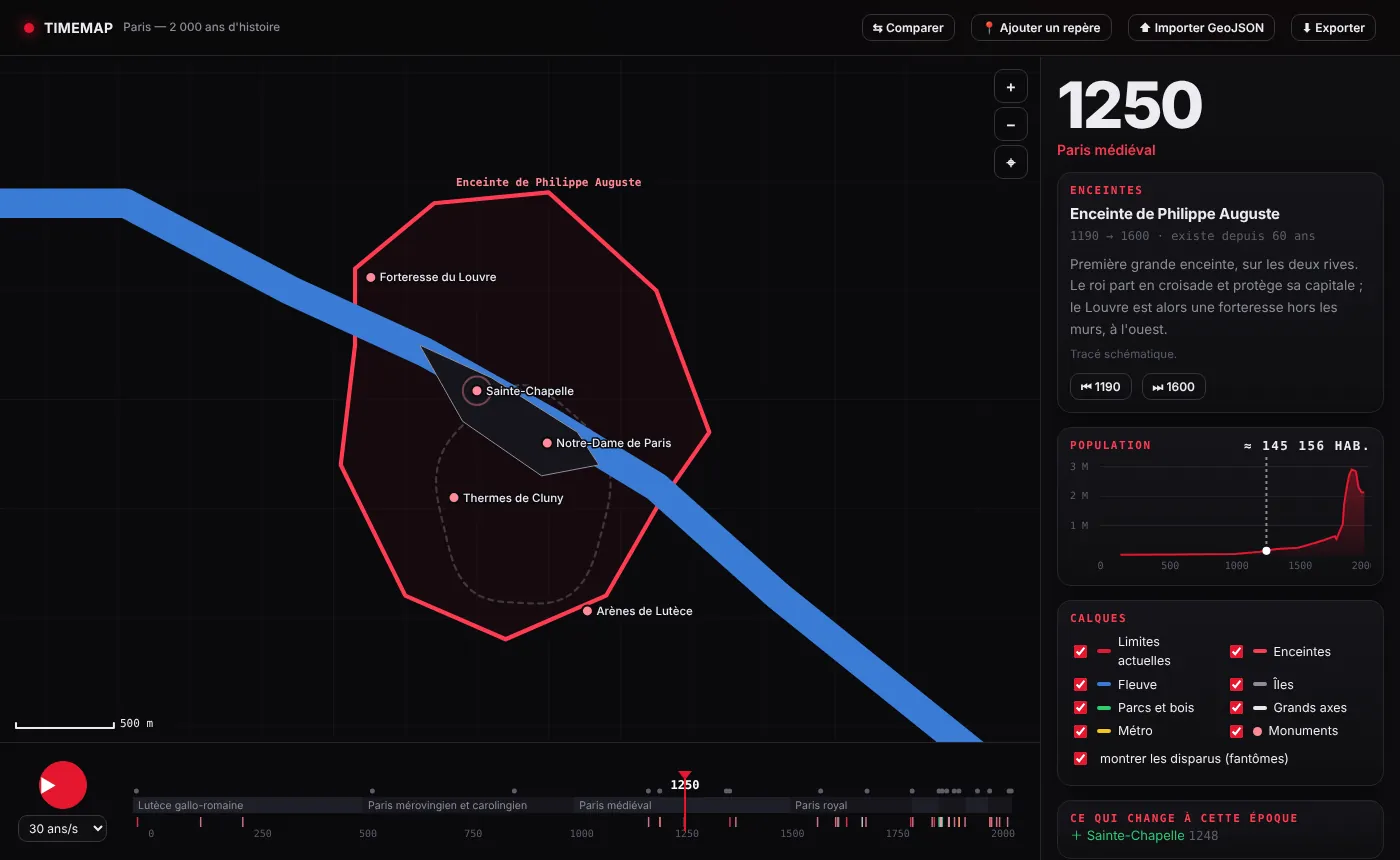 TIMEMAP Paris — 2 000 ans d'histoire
⇆ Comparer
📍 Ajouter un repère
⬆ Importer GeoJSON
⬇ Exporter
+
−
⌖
Enceinte de Philippe Auguste
Forteresse du Louvre
Sainte-Chapelle
Notre-Dame de Paris
Thermes de Cluny
Arènes de Lutèce
500 m
1250
Paris médiéval
ENCEINTES
Enceinte de Philippe Auguste
1190 → 1600 · existe depuis 60 ans
Première grande enceinte, sur les deux rives.
Le roi part en croisade et protège sa capitale ;
le Louvre est alors une forteresse hors les
murs, à l'ouest.
Tracé schématique.
⏮ 1190
⏭ 1600
POPULATION
≈ 145 156 HAB.
3 M
2 M
1 M
0 500 1000 1500 200
CALQUES
Limites
actuelles
Enceintes
Fleuve
Îles
Parcs et bois
Grands axes
Métro
Monuments
montrer les disparus (fantômes)
CE QUI CHANGE À CETTE ÉPOQUE
+ Sainte-Chapelle 1248
30 ans/s
1250
Lutèce gallo-romaine
Paris mérovingien et carolingien
Paris médiéval
Paris royal
0 250 500 750 1000 1250 1500 1750 2000